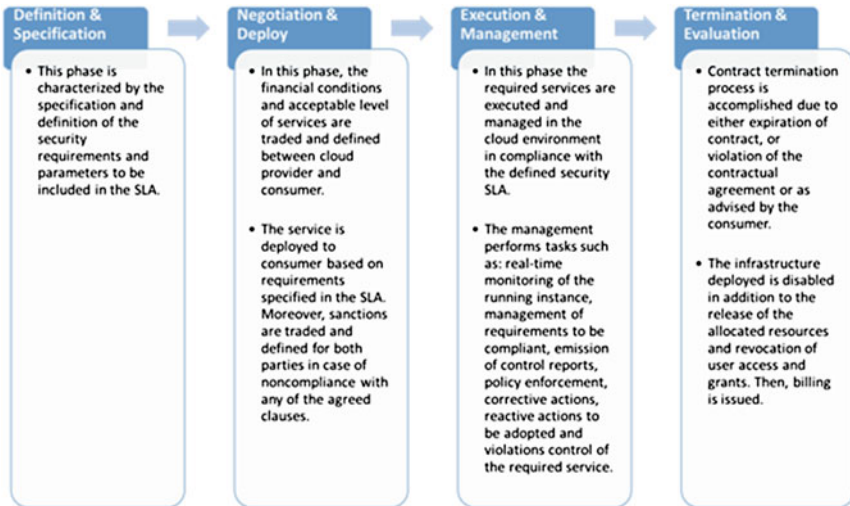 Definition &
Specification
• This phase is
characterized by the
specification and
definition of the
security
requirements and
parameters to be
included in the SLA.
Negotiation &
Deploy
• In this phase, the
financial conditions
and acceptable level
of services are
traded and defined
between cloud
provider and
consumer.
• The service is
deployed to
consumer based on
requirements
specified in the SLA.
Moreover, sanctions
are traded and
defined for both
parties in case of
noncompliance with
any of the agreed
clauses.
Execution &
Management
• In this phase the
required services are
executed and
managed in the
cloud environment
in compliance with
the defined security
SLA.
• The management
performs tasks such
as: real-time
monitoring of the
running instance,
management of
requirements to be
compliant, emission
of control reports,
policy enforcement,
corrective actions,
reactive actions to
be adopted and
violations control of
the required service.
Termination &
Evaluation
• Contract termination
process is
accomplished due to
either expiration of
contract, or
violation of the
contractual
agreement or as
advised by the
consumer.
• The infrastructure
deployed is disabled
in addition to the
release of the
allocated resources
and revocation of
user access and
grants. Then, billing
is issued.